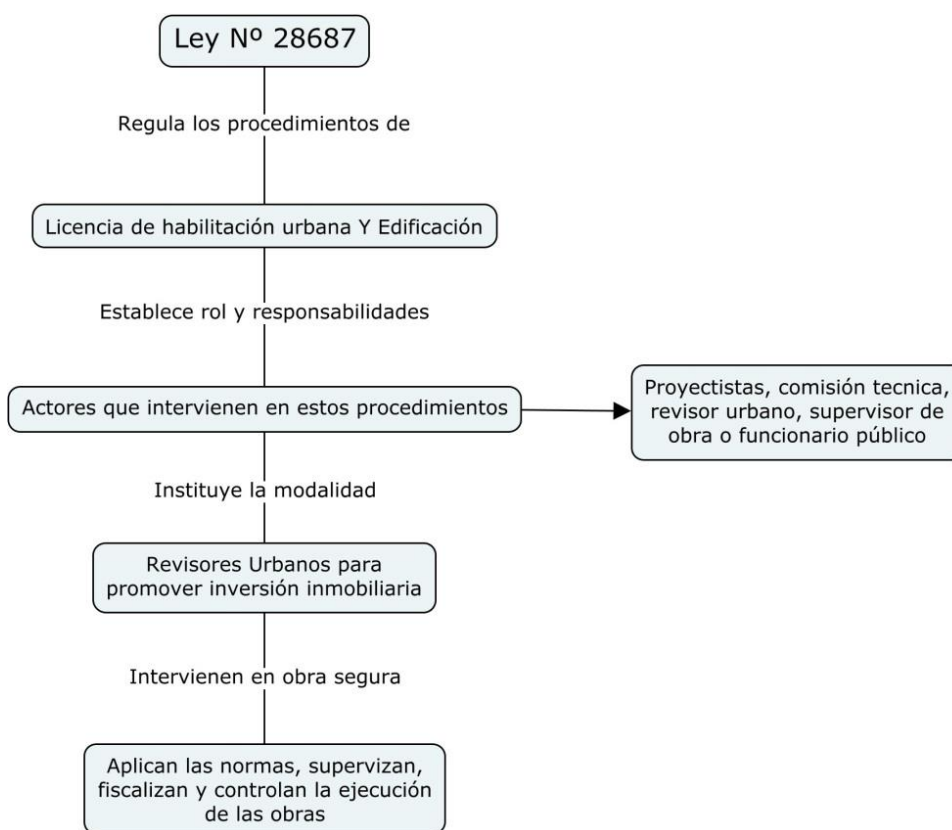 Ley Nº 28687
Regula los procedimientos de
Licencia de habilitación urbana Y Edificación
Establece rol y responsabilidades
Actores que intervienen en estos procedimientos
Proyectistas, comisión tecnica,
revisor urbano, supervisor de
obra o funcionario público
Instituye la modalidad
Revisores Urbanos para
promover inversión inmobiliaria
Intervienen en obra segura
Aplican las normas, supervizan,
fiscalizan y controlan la ejecución
de las obras